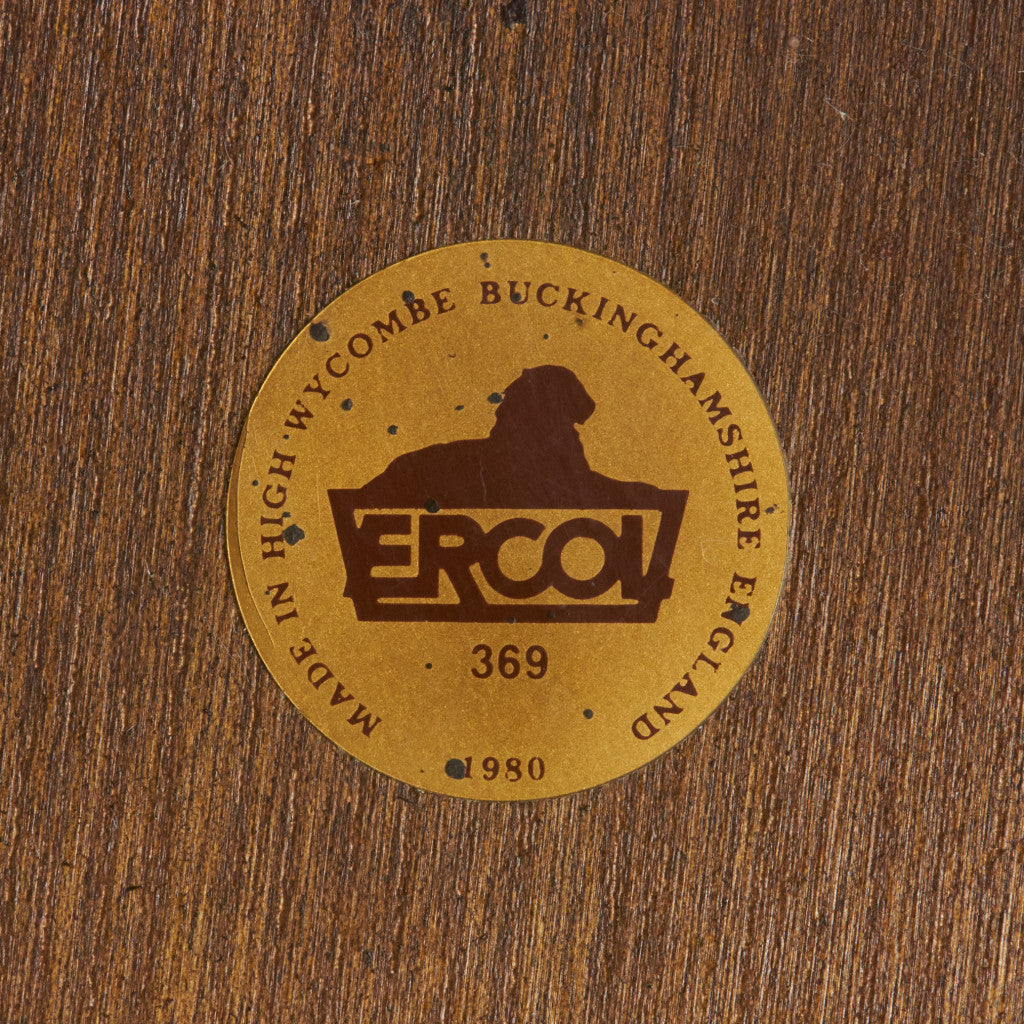 MADE IN HIGH·WYCOMBE BUCKINGHAMSHIRE ENGLAND
ERCOL
369
1980